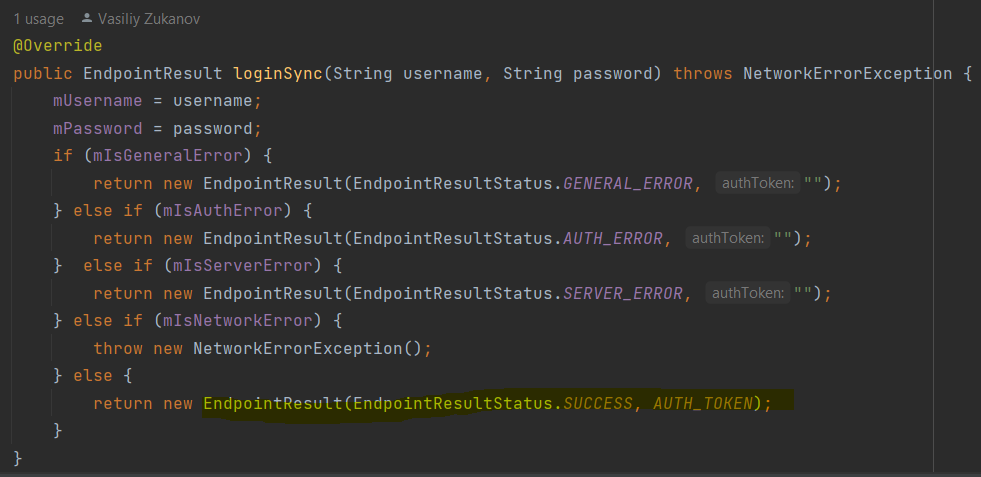 1 usage Vasiliy Zukanov
@Override
public EndpointResult loginSync(String username, String password) throws NetworkErrorException {
    mUsername = username;
    mPassword = password;
    if (mIsGeneralError) {
        return new EndpointResult(EndpointResultStatus.GENERAL_ERROR, authToken: "");
    } else if (mIsAuthError) {
        return new EndpointResult(EndpointResultStatus.AUTH_ERROR, authToken: "");
    }  else if (mIsServerError) {
        return new EndpointResult(EndpointResultStatus.SERVER_ERROR, authToken: "");
    } else if (mIsNetworkError) {
        throw new NetworkErrorException();
    } else {
        return new EndpointResult(EndpointResultStatus.SUCCESS, AUTH_TOKEN);
    }
}